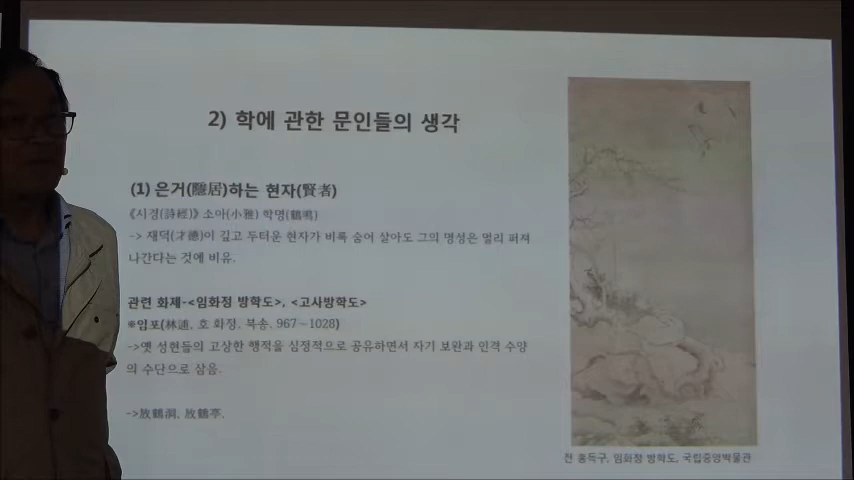 2) 학에 관한 문인들의 생각
(1) 은거(隱居)하는 현자(賢者)
《시경(詩經)》 소아(小雅) 학명(鶴鳴)
-> 재덕(才德)이 깊고 두터운 현자가 비록 숨어 살아도 그의 명성은 멀리 퍼져
나간다는 것에 비유.
관련 화제-<임화정 방학도>, <고사방학도>
※임포(林逋, 호 화정, 북송, 967~1028)
->옛 성현들의 고상한 행적을 심정적으로 공유하면서 자기 보완과 인격 수양
의 수단으로 삼음.
->放鶴洞, 放鶴亭.
전 홍득구, 임화정 방학도, 국립중앙박물관